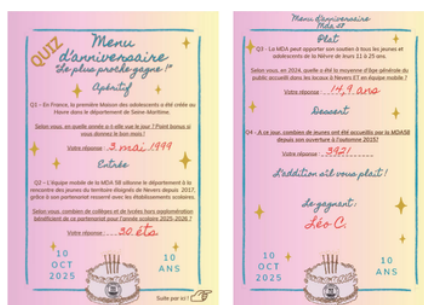 QUIZ
Menu
d'anniversaire
"Le plus proche gagne !"
Apéritif
Q1 – En France, la première Maison des adolescents a été créée au
Havre dans le département de Seine-Maritime.
Selon vous, en quelle année a-t-elle vue le jour ? Point bonus si
vous donnez le bon mois !
Votre réponse : 3 mai 1999
Entrée
Q2 – L'équipe mobile de la MDA 58 sillonne le département à la
rencontre des jeunes du territoire éloignés de Nevers depuis 2017,
grâce à son partenariat resserré avec les établissements scolaires.
Selon vous, combien de collèges et de lycées hors agglomération
bénéficient de ce partenariat pour l'année scolaire 2025-2026 ?
Votre réponse : 30 éts
10
OCT
2025
10
ANS
Suite par ici !
Menu d'anniversaire
Mda 58
Plat
Q3 - La MDA peut apporter son soutien à tous les jeunes et
adolescents de la Nièvre de leurs 11 à 25 ans.
Selon vous, en 2024, quelle a été la moyenne d'âge générale du
public accueilli dans les locaux à Nevers ET en équipe mobile ?
Votre réponse : 14,9 ans
Dessert
Q4 - A ce jour, combien de jeunes ont été accueillis par la MDA58
depuis son ouverture à l'automne 2015?
Votre réponse : 3921
L'addition s'il vous plait !
Le gagnant :
Léo C.
10
OCT
2025
10
ANS